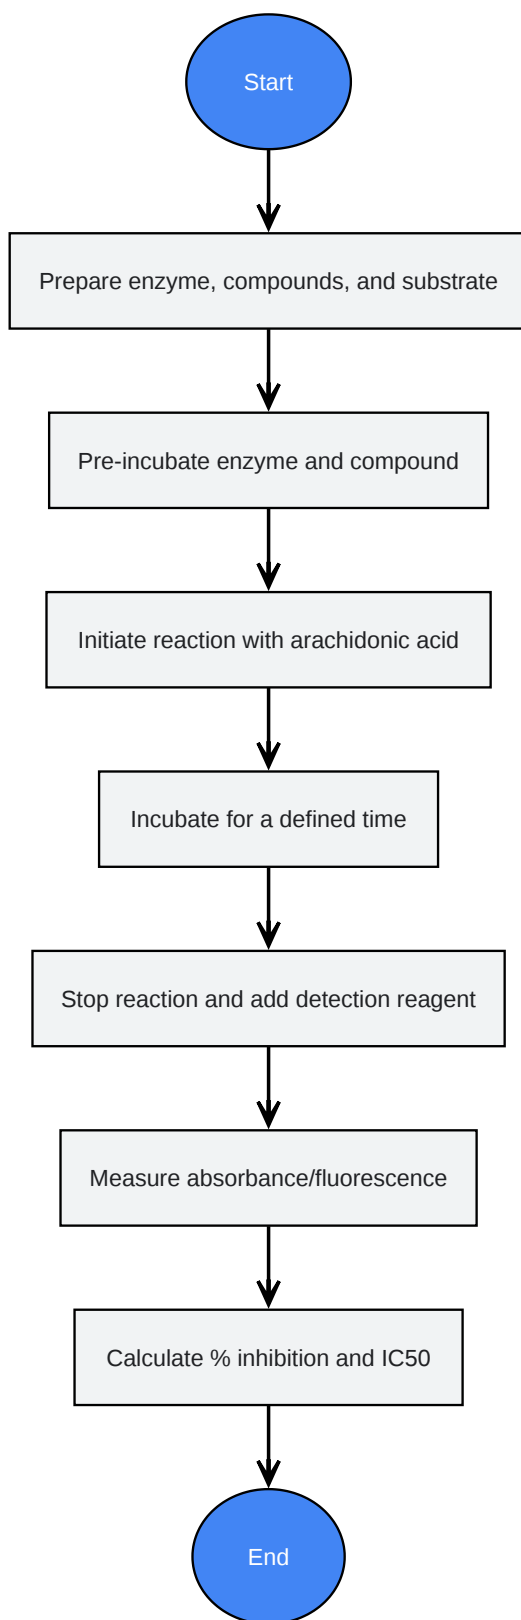 Start
Prepare enzyme, compounds, and substrate
Pre-incubate enzyme and compound
Initiate reaction with arachidonic acid
Incubate for a defined time
Stop reaction and add detection reagent
Measure absorbance/fluorescence
Calculate % inhibition and IC50
End